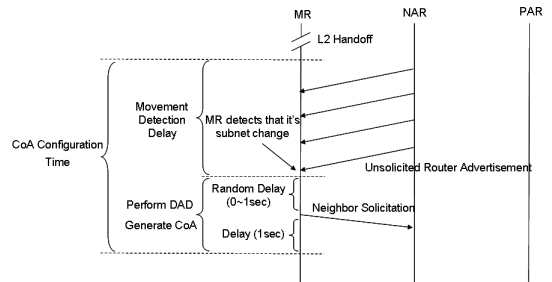 MR
NAR
PAR
L2 Handoff
Movement
Detection
Delay
MR detects that it's
subnet change
CoA Configuration
Time
Unsolicited Router Advertisement
Random Delay
(0~1sec)
Perform DAD
Generate CoA
Neighbor Solicitation
Delay (1sec)